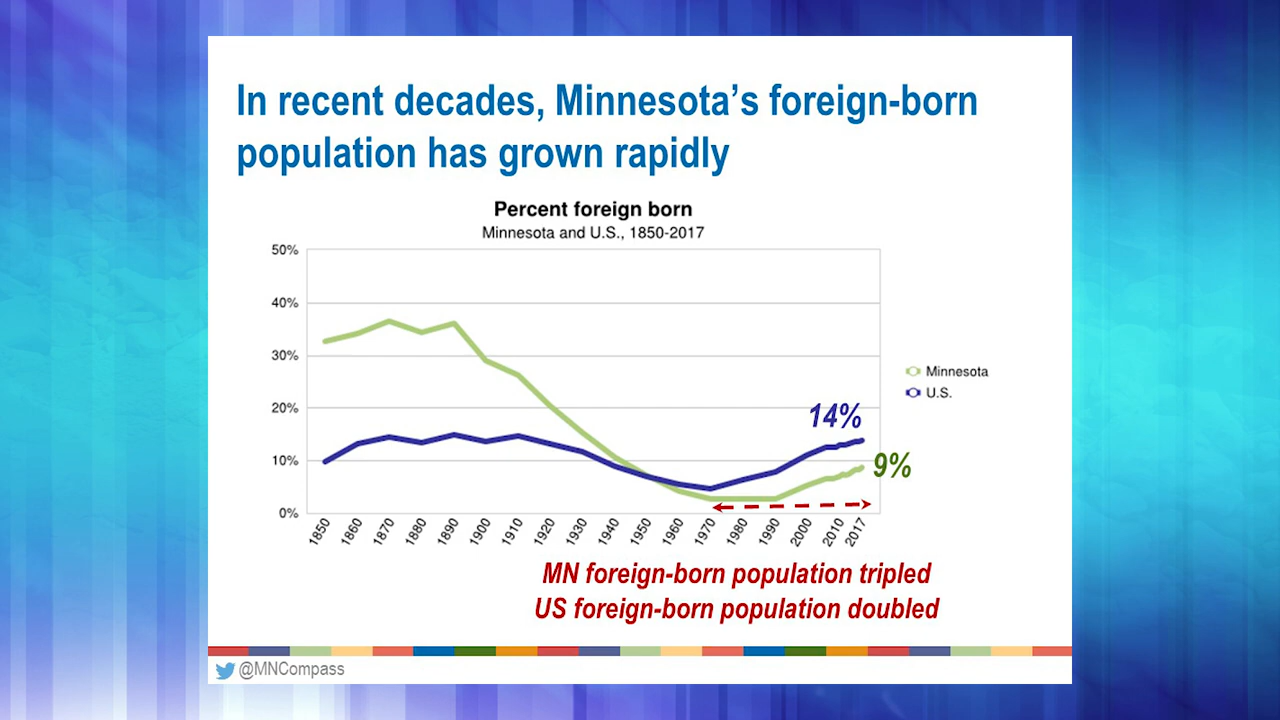 In recent decades, Minnesota’s foreign-born
population has grown rapidly
Percent foreign born
Minnesota and U.S., 1850-2017
50%
40%
30%
20%
10%
0%
14%
9%
Minnesota
U.S.
1850
1860
1870
1880
1890
1900
1910
1920
1930
1940
1950
1960
1970
1980
1990
2000
2010
2017
MN foreign-born population tripled
US foreign-born population doubled
@MNCompass